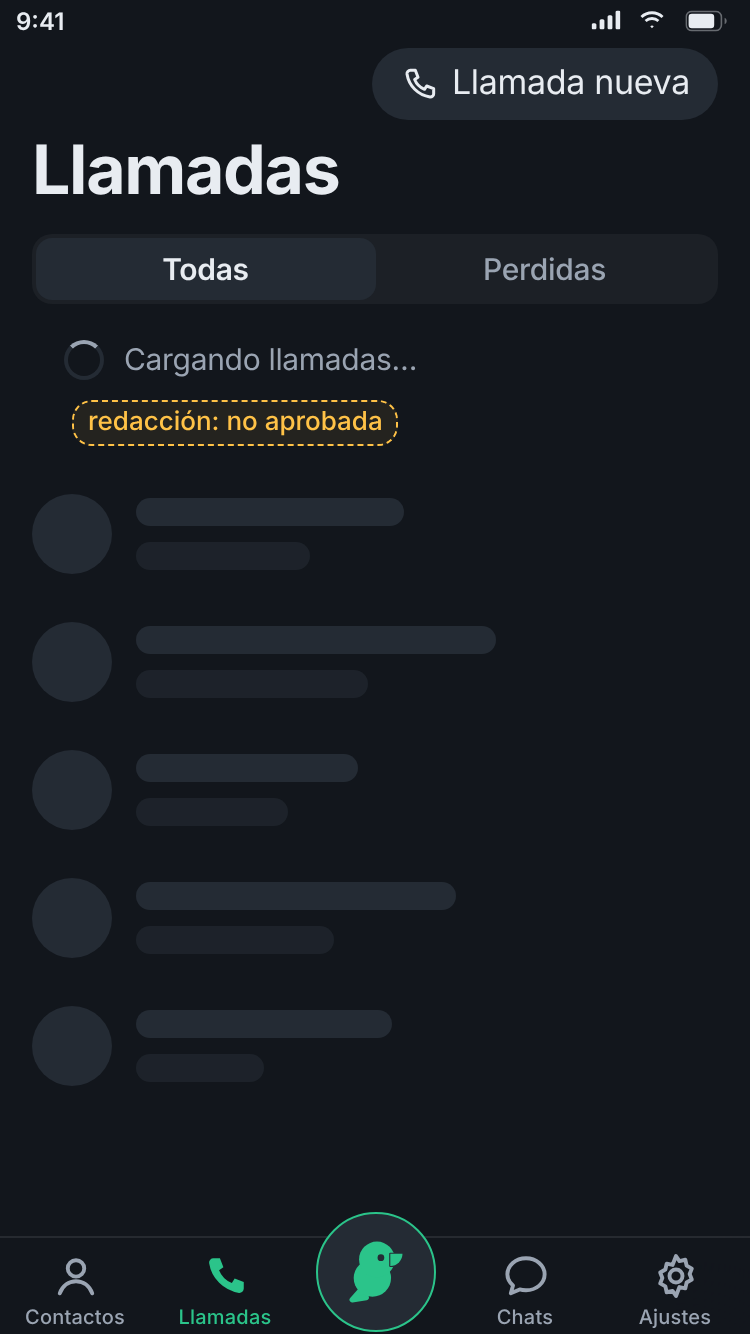 9:41
Llamada nueva
Llamadas
Todas
Perdidas
Cargando llamadas...
redacción: no aprobada
Contactos
Llamadas
Chats
Ajustes